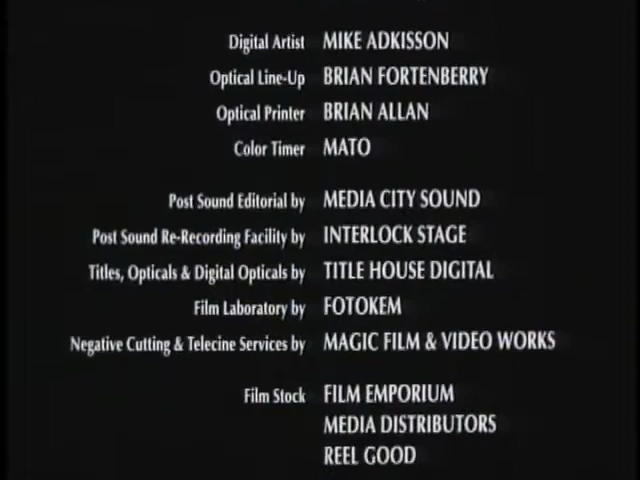 Digital Artist MIKE ADKISSON
Optical Line-Up BRIAN FORTENBERRY
Optical Printer BRIAN ALLAN
Color Timer MATO
Post Sound Editorial by MEDIA CITY SOUND
Post Sound Re-Recording Facility by INTERLOCK STAGE
Titles, Opticals & Digital Opticals by TITLE HOUSE DIGITAL
Film Laboratory by FOTOKEM
Negative Cutting & Telecine Services by MAGIC FILM & VIDEO WORKS
Film Stock FILM EMPORIUM
MEDIA DISTRIBUTORS
REEL GOOD